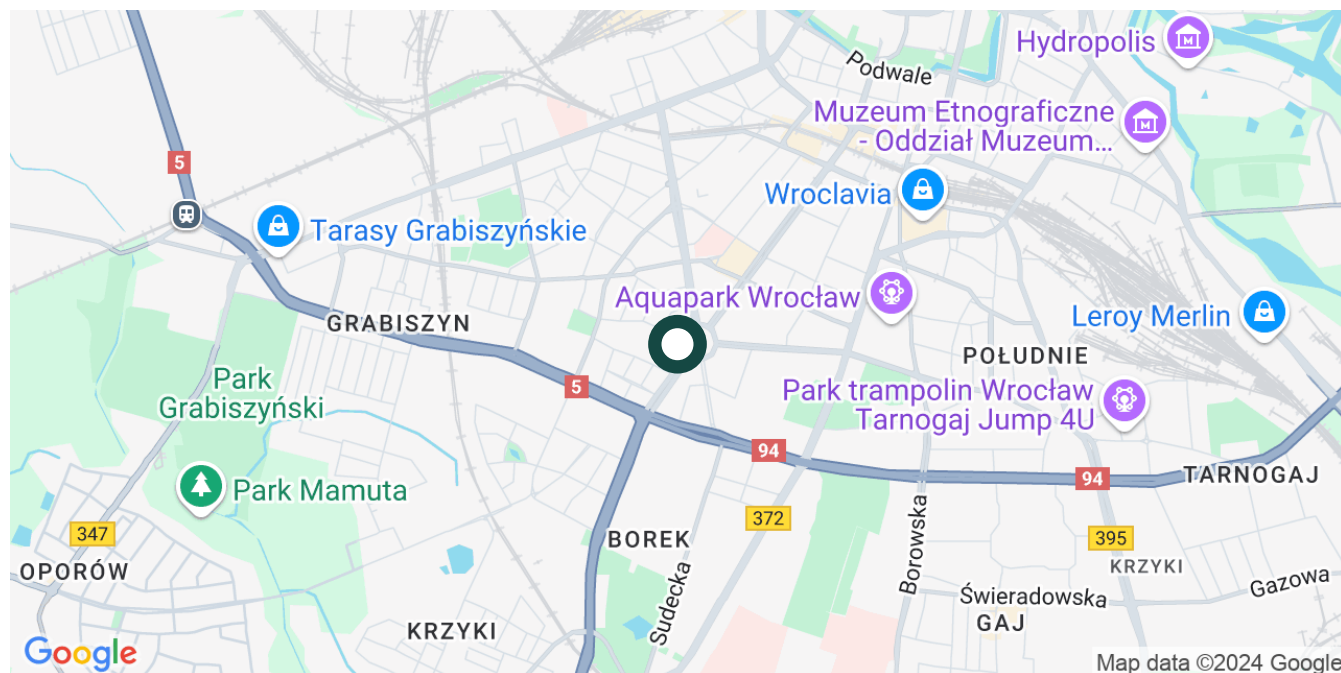 Hydropolis
Podwale
Muzeum Etnograficzne
- Oddział Muzeum...
5
Wroclavia
Tarasy Grabiszyńskie
Aquapark Wrocław
Leroy Merlin
GRABISZYN
POŁUDNIE
Park
Grabiszyński
5
Park trampolin Wrocław
Tarnogaj Jump 4U
94
94
TARNOGAJ
Park Mamuta
372
347
BOREK
Borowska
395
OPORÓW
KRZYKI
Gazowa
Sudecka
Świeradowska
GAJ
KRZYKI
Google
Map data ©2024 Google